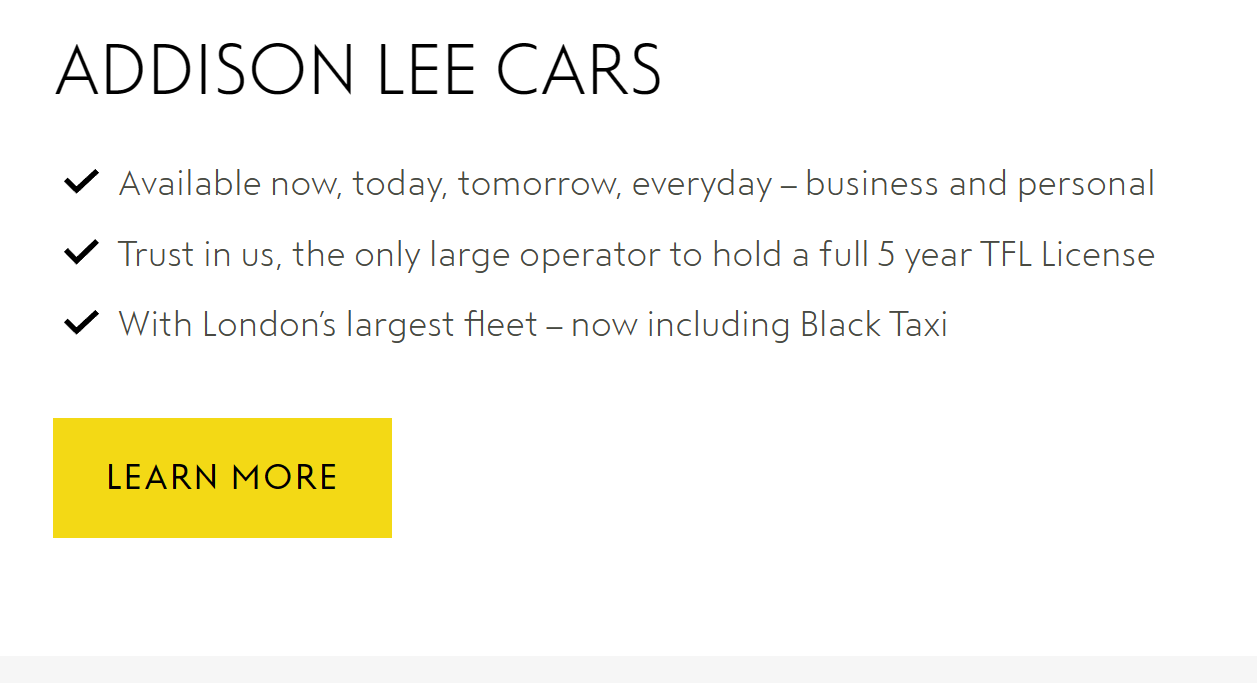 ADDISON LEE CARS
Available now, today, tomorrow, everyday – business and personal
Trust in us, the only large operator to hold a full 5 year TFL License
With London’s largest fleet – now including Black Taxi
LEARN MORE